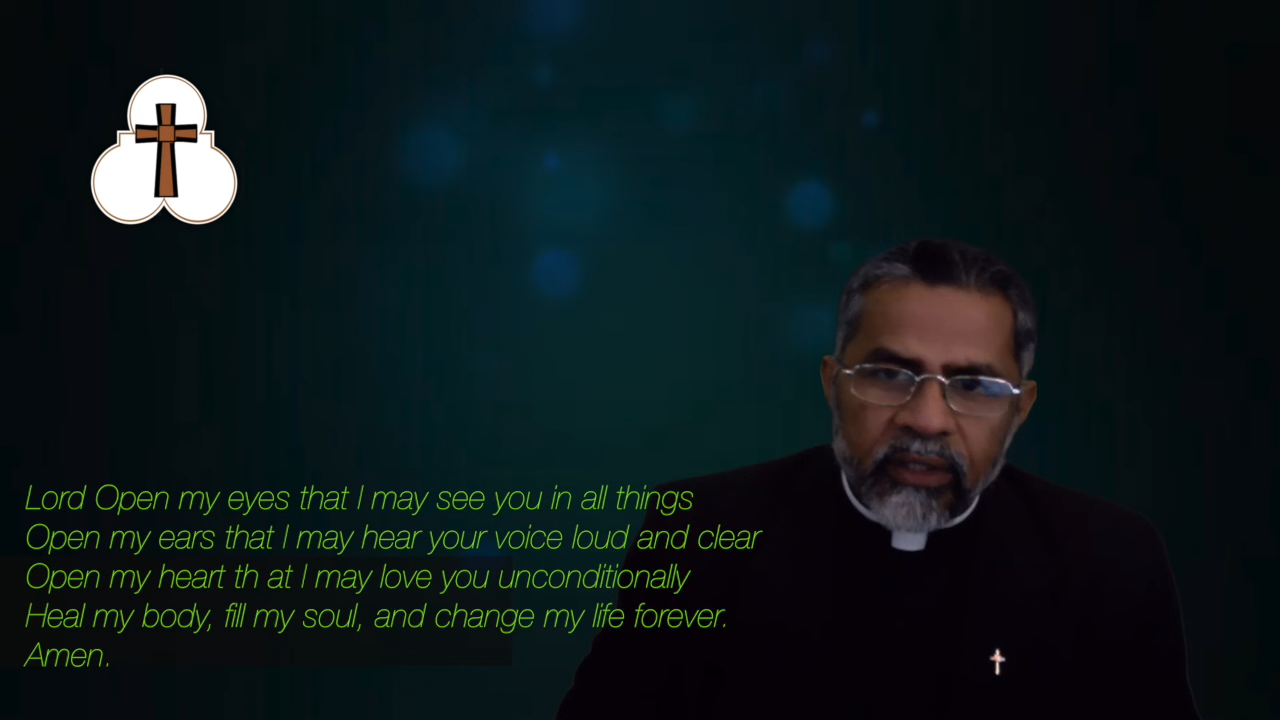 Lord Open my eyes that I may see you in all things
Open my ears that I may hear your voice loud and clear
Open my heart th at I may love you unconditionally
Heal my body, fill my soul, and change my life forever.
Amen.